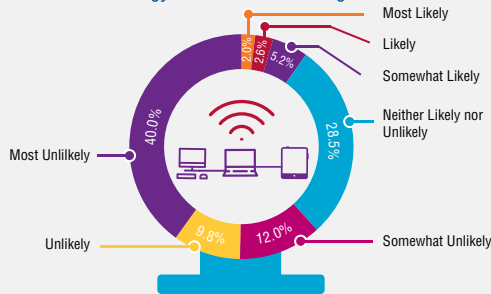 Most Likely
Likely
Somewhat Likely
Neither Likely nor
Unlikely
Somewhat Unlikely
Unlikely
Most Unlilkely
2.0%
2.6%
5.2%
28.5%
12.0%
9.8%
40.0%